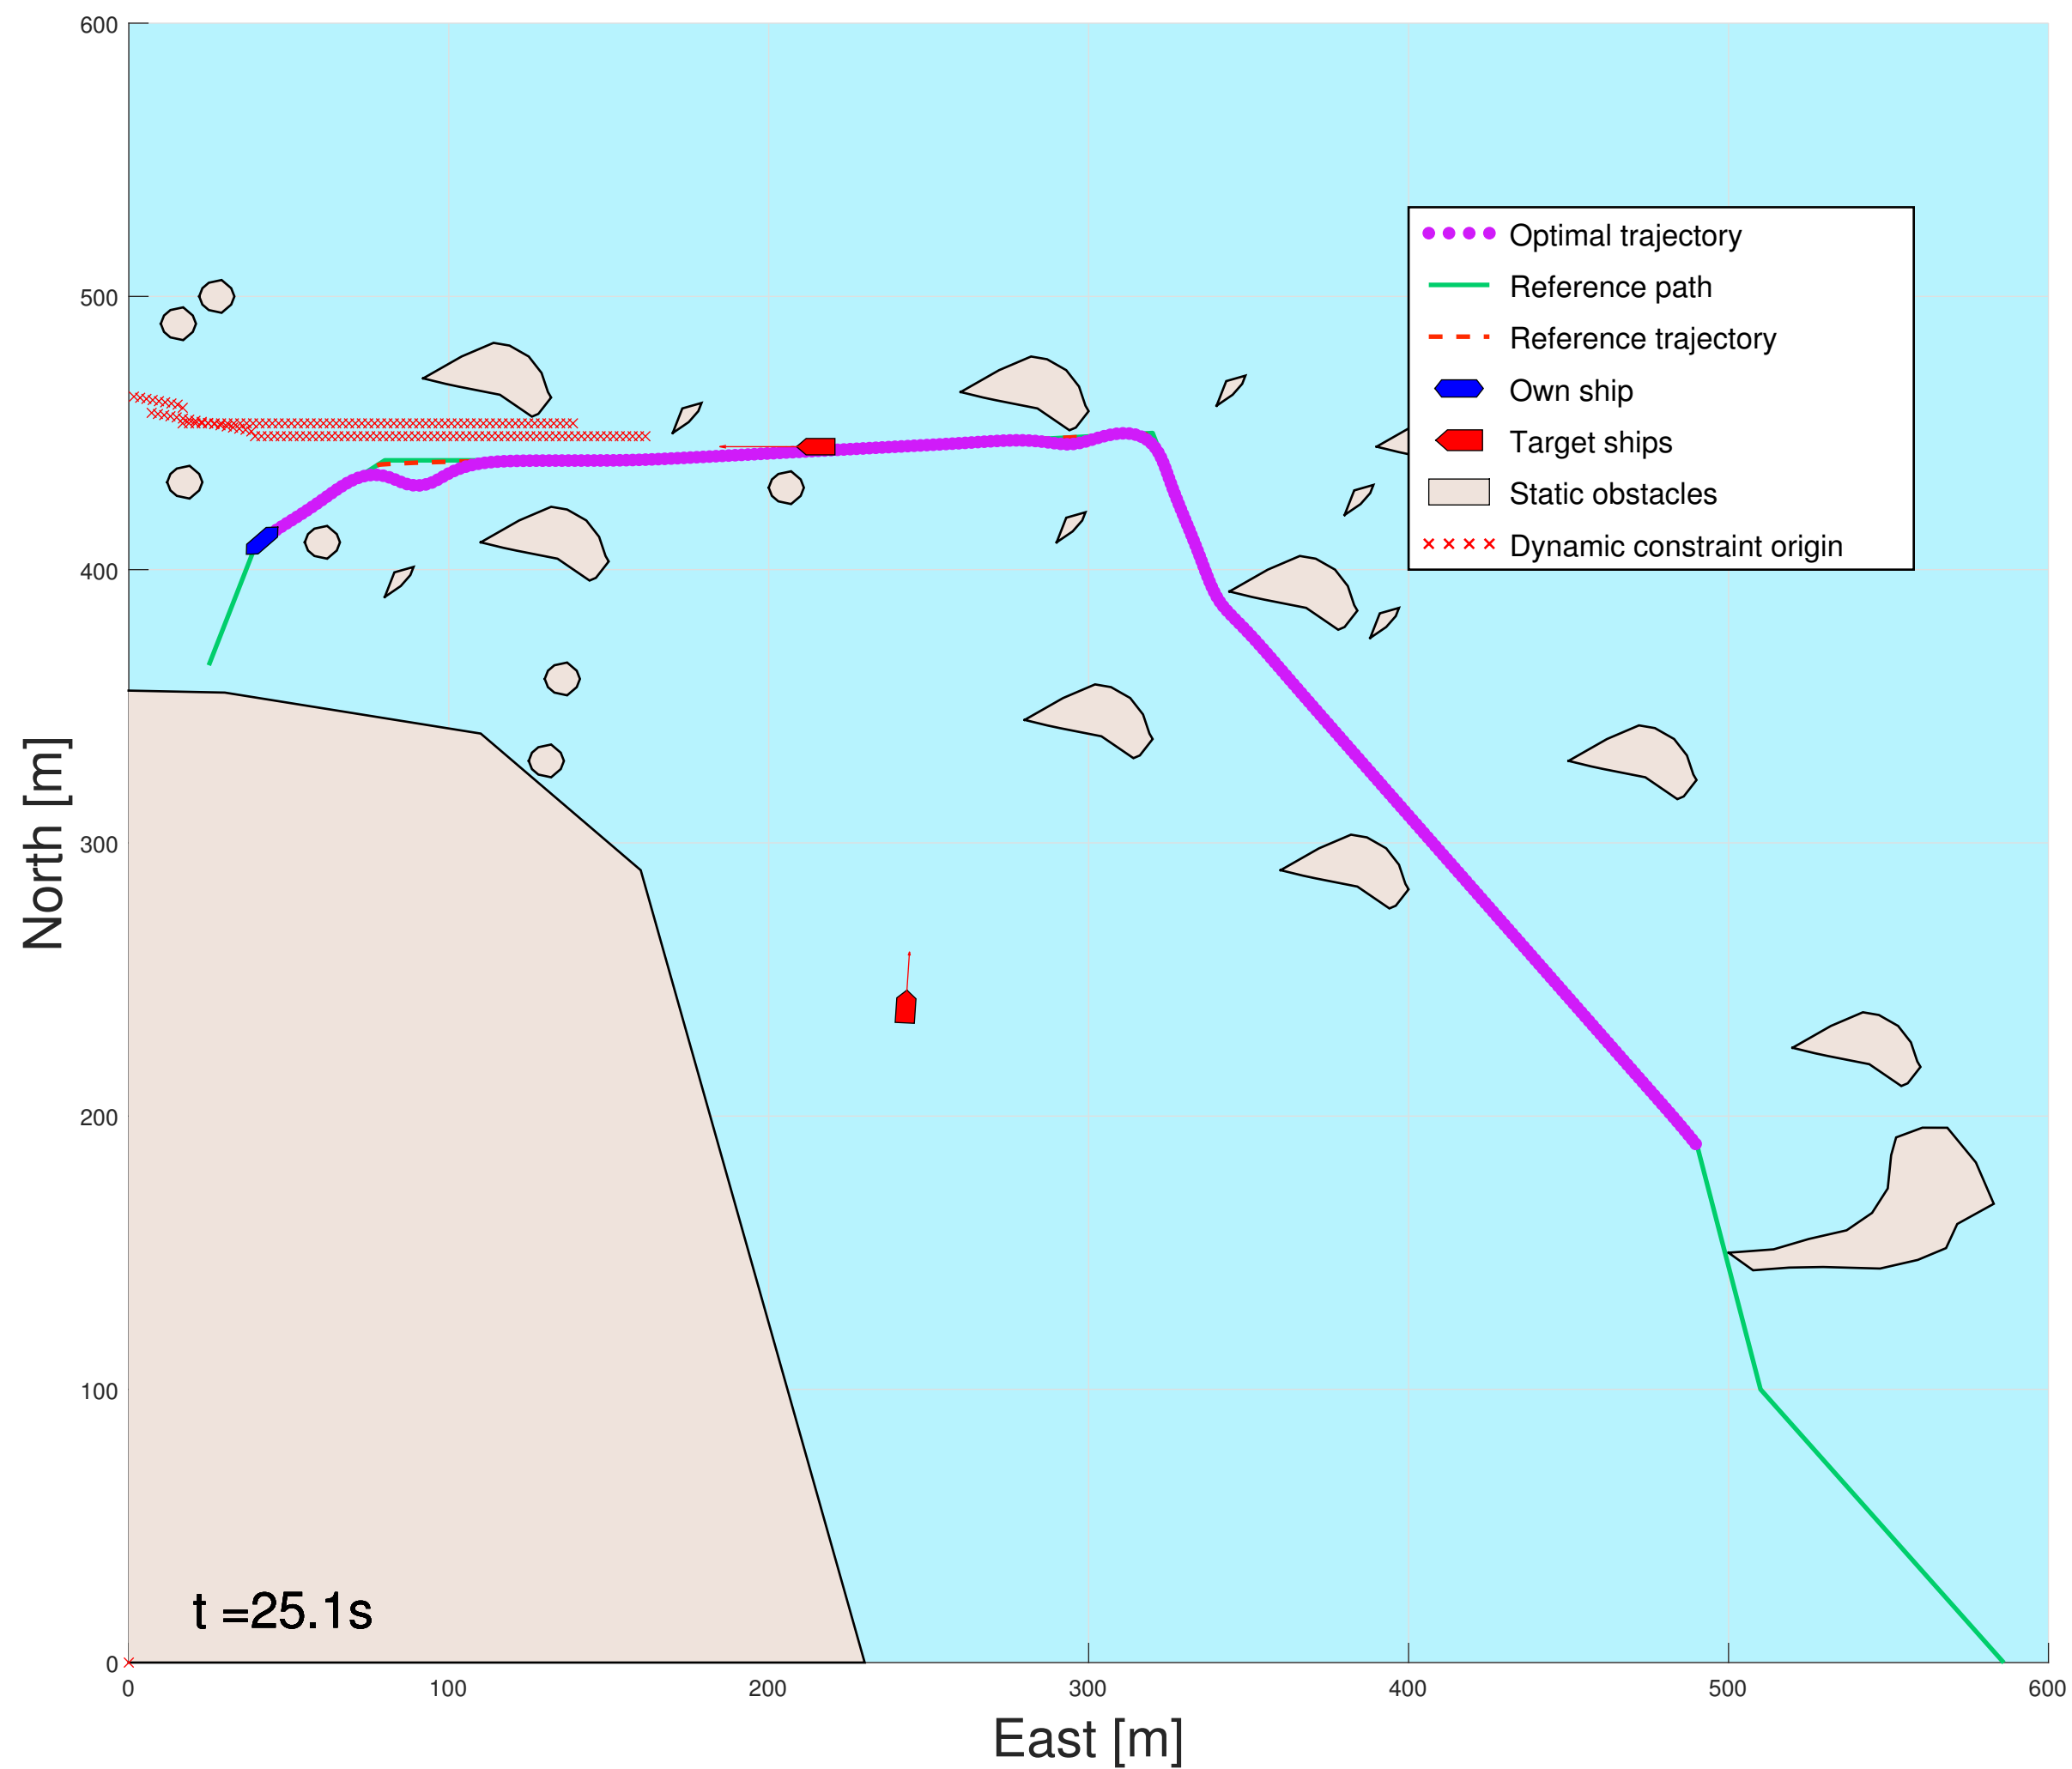 600
500
400
300
200
100
0
North [m]
Optimal trajectory
Reference path
Reference trajectory
Own ship
Target ships
Static obstacles
Dynamic constraint origin
t =25.1s
0 100 200 300 400 500 600
East [m]